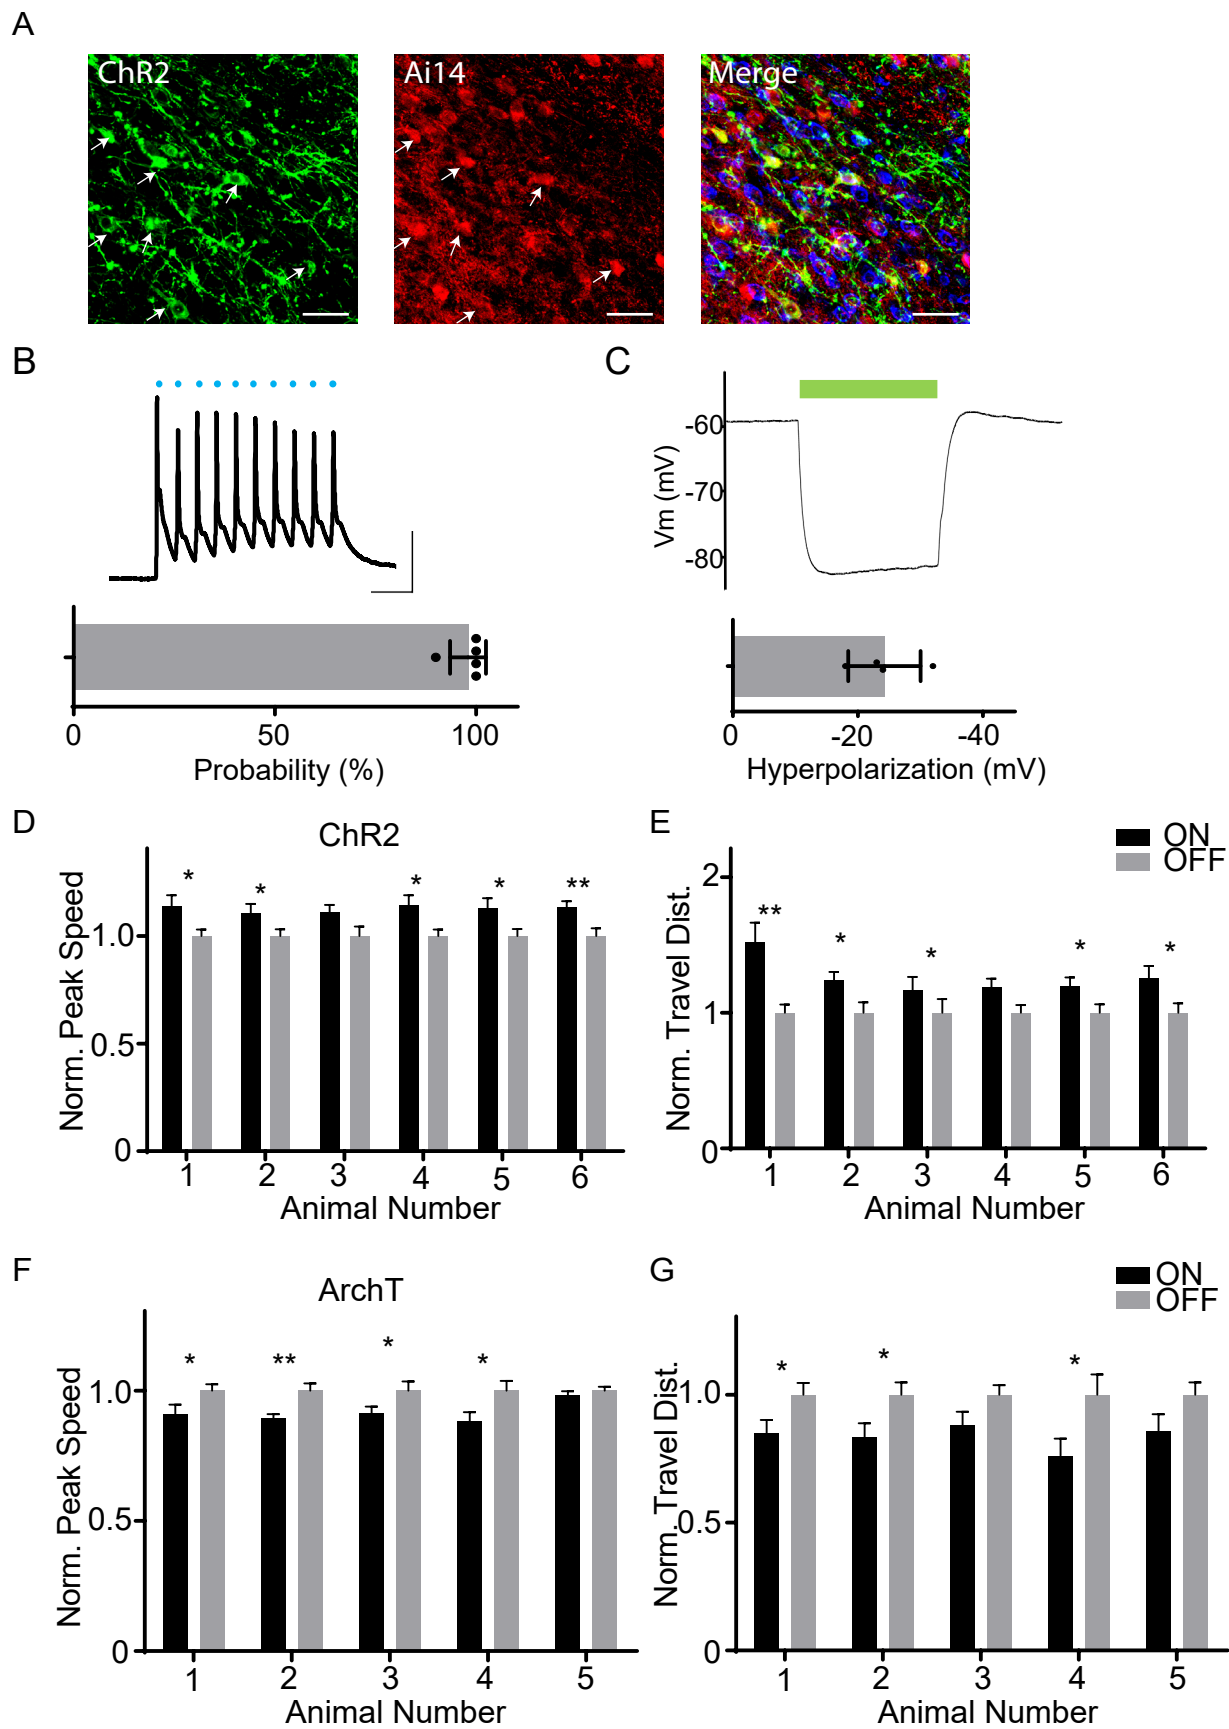 A
ChR2
Ai14
Merge
B
C
Vm (mV)
-60
-70
-80
0
50
100
Probability (%)
0
-20
-40
Hyperpolarization (mV)
D
ChR2
Norm. Peak Speed
1.0
0.5
0
* * * * **
1 2 3 4 5 6
Animal Number
E
ON
OFF
Norm. Travel Dist.
2
1
0
** * * * *
1 2 3 4 5 6
Animal Number
F
ArchT
Norm. Peak Speed
1.0
0.5
0
* ** * *
1 2 3 4 5
Animal Number
G
ON
OFF
Norm. Travel Dist.
1.0
0.5
0
* * *
1 2 3 4 5
Animal Number